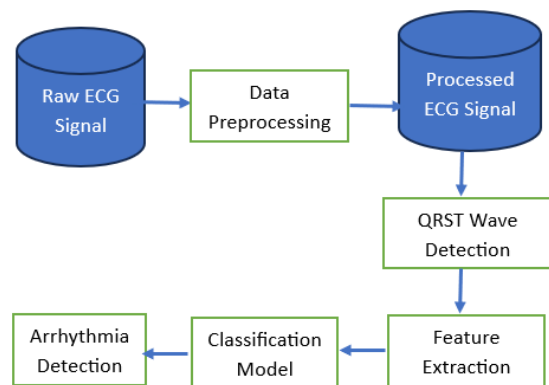 Raw ECG
Signal
Data
Preprocessing
Processed
ECG Signal
QRST Wave
Detection
Feature
Extraction
Classification
Model
Arrhythmia
Detection